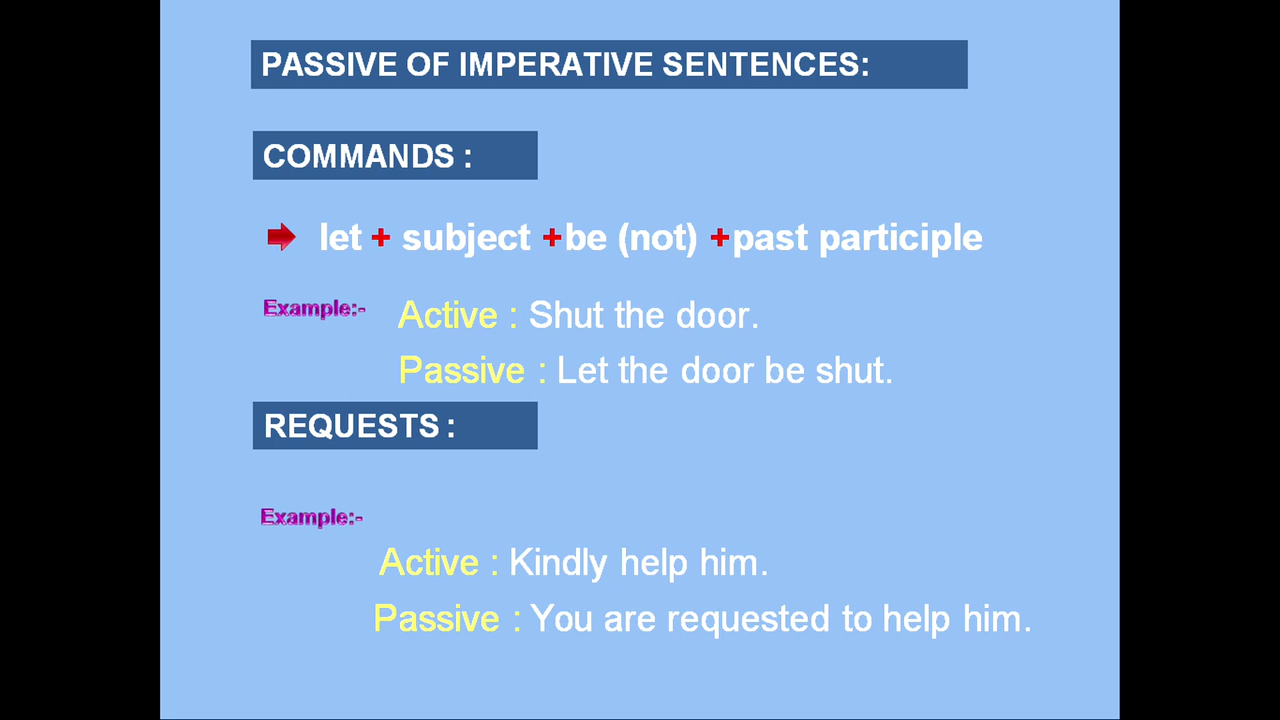 PASSIVE OF IMPERATIVE SENTENCES:
COMMANDS :
let + subject +be (not) +past participle
Example:- Active : Shut the door.
Passive : Let the door be shut.
REQUESTS :
Example:-
Active : Kindly help him.
Passive : You are requested to help him.